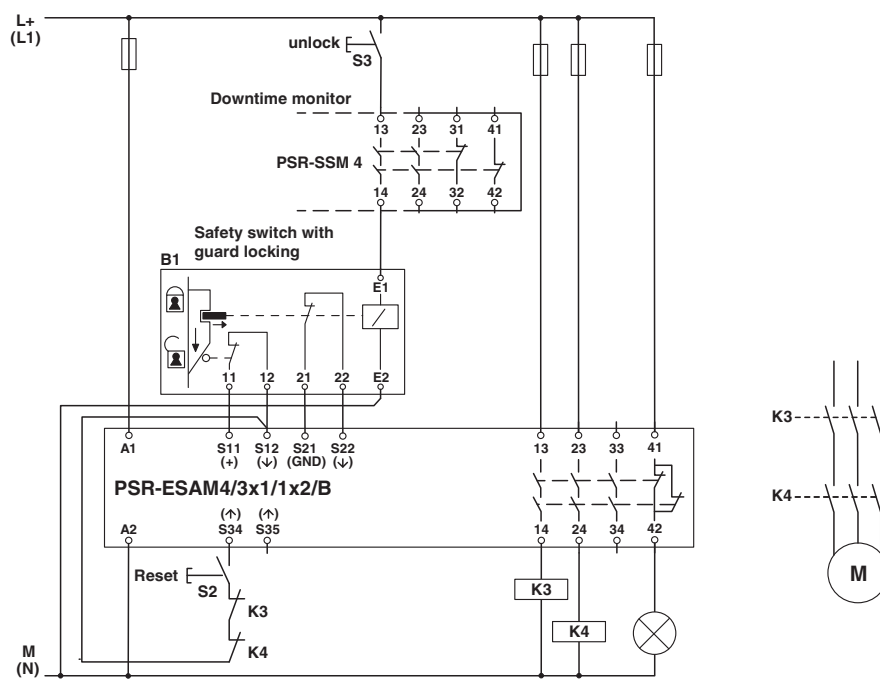 L+
(L1)
unlock
S3
Downtime monitor
13 23 31 41
PSR-SSM 4
14 24 32 42
Safety switch with
guard locking
B1
E1
11 12 21 22 E2
A1 S11 S12 S21 S22 13 23 33 41
(+) (↓) (GND) (↓)
PSR-ESAM4/3x1/1x2/B
(↑) (↑)
A2 S34 S35 14 24 34 42
Reset
S2
K3
K4
K3
K4
M
(N)
K3
K4
M